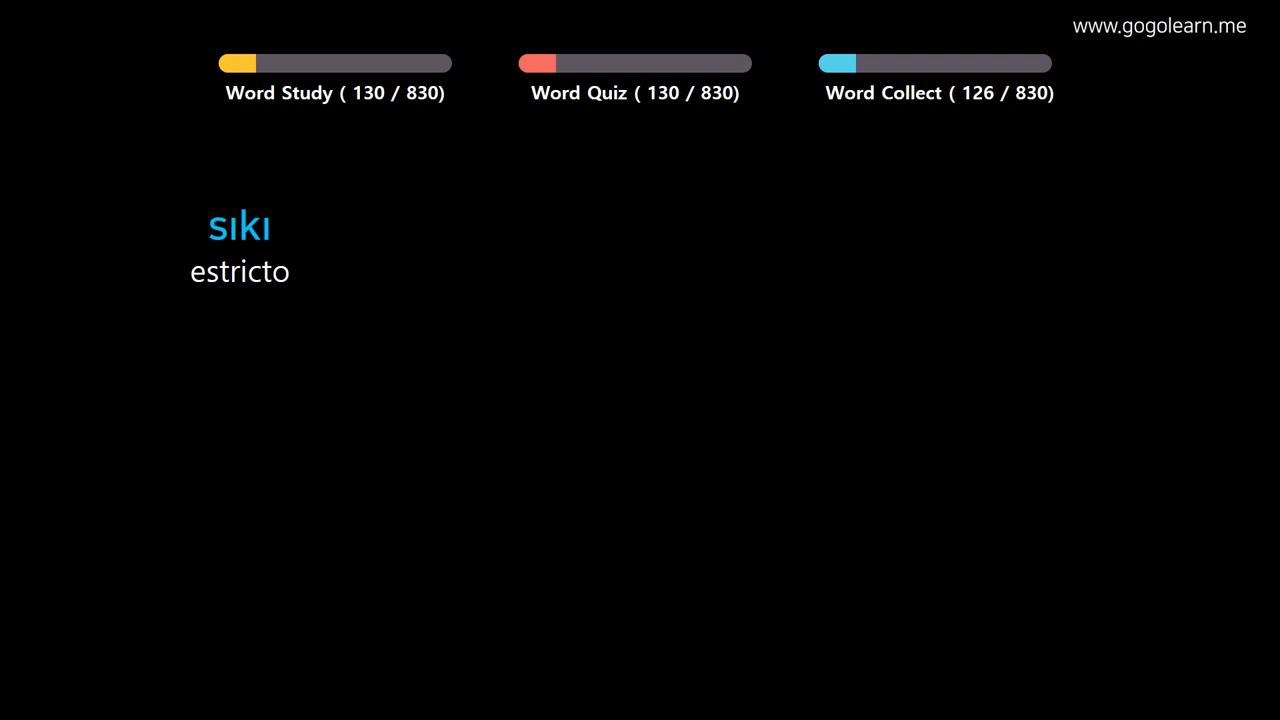 www.gogolearn.me
Word Study ( 130 / 830)
Word Quiz ( 130 / 830)
Word Collect ( 126 / 830)
sıkı
estricto